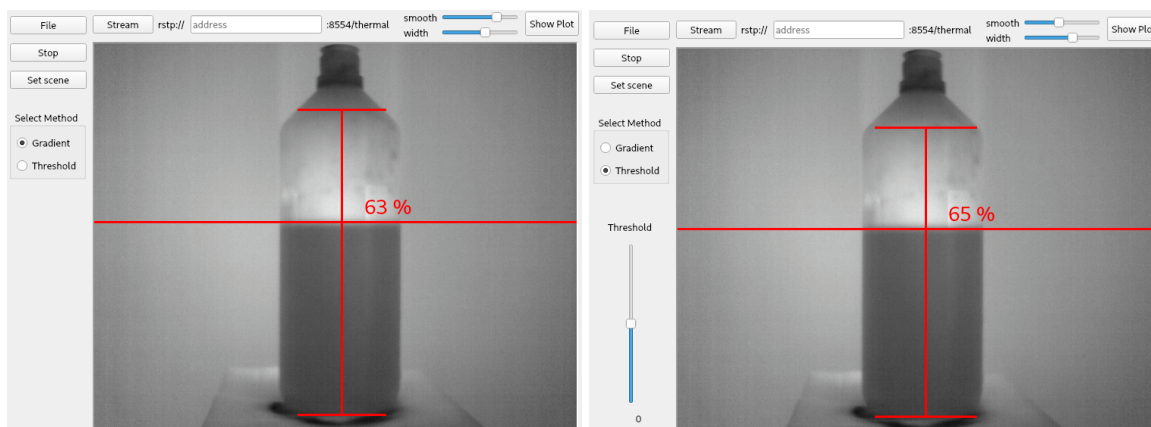 File
Stream rstp:// address :8554/thermal smooth width Show Plot
Stop
Set scene
Select Method
Gradient
Threshold
63 %
File
Stream rstp:// address :8554/thermal smooth width Show Plot
Stop
Set scene
Select Method
Gradient
Threshold
Threshold
0
65 %